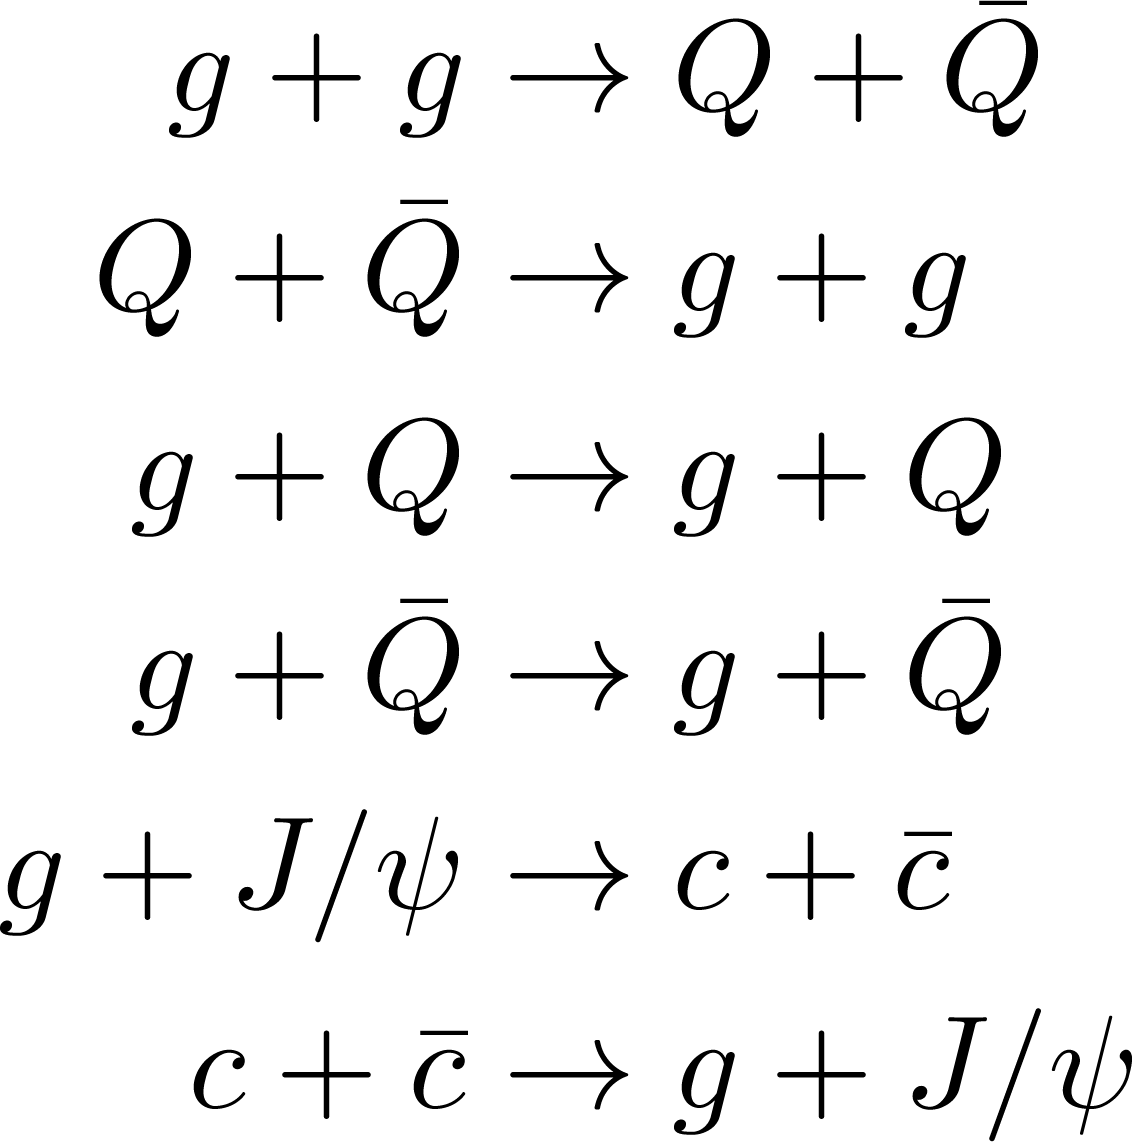 g + g → Q + Q̄
Q + Q̄ → g + g
g + Q → g + Q
g + Q̄ → g + Q̄
g + J/ψ → c + c̄
c + c̄ → g + J/ψ